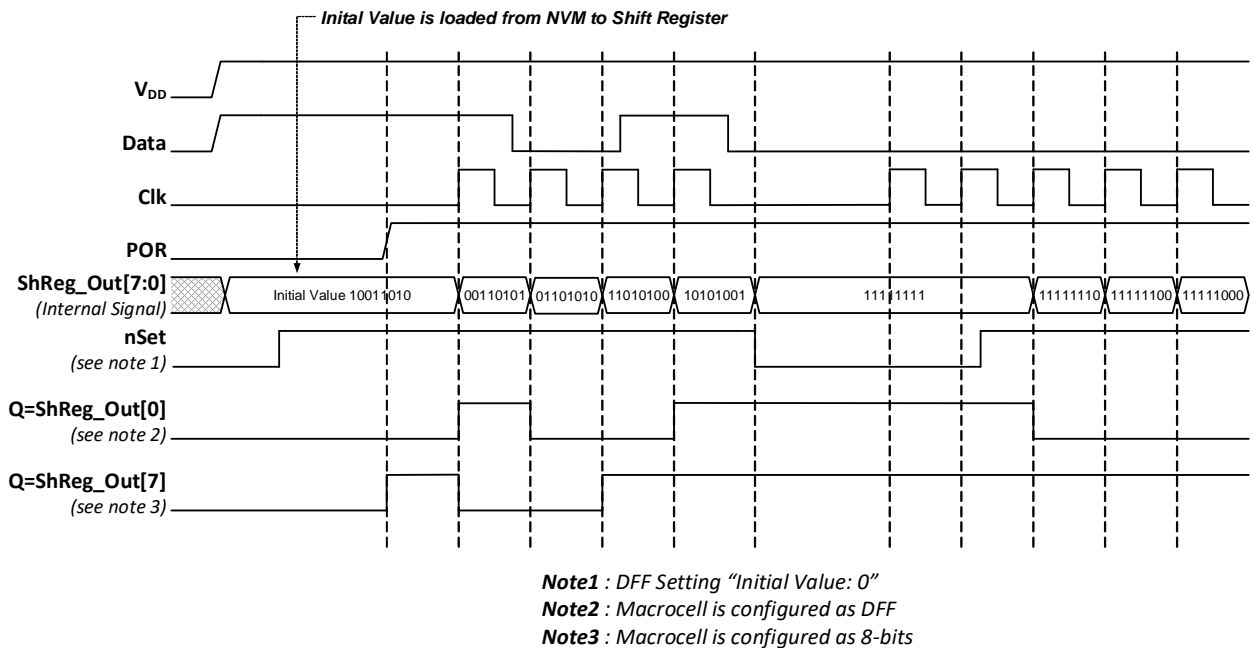 Inital Value is loaded from NVM to Shift Register
VDD
Data
Clk
POR
ShReg_Out[7:0]
(Internal Signal)
Initial Value 10011010
00110101
01101010
11010100
10101001
11111111
11111110
11111100
11111000
nSet
(see note 1)
Q=ShReg_Out[0]
(see note 2)
Q=ShReg_Out[7]
(see note 3)
Note1 : DFF Setting “Initial Value: 0”
Note2 : Macrocell is configured as DFF
Note3 : Macrocell is configured as 8-bits